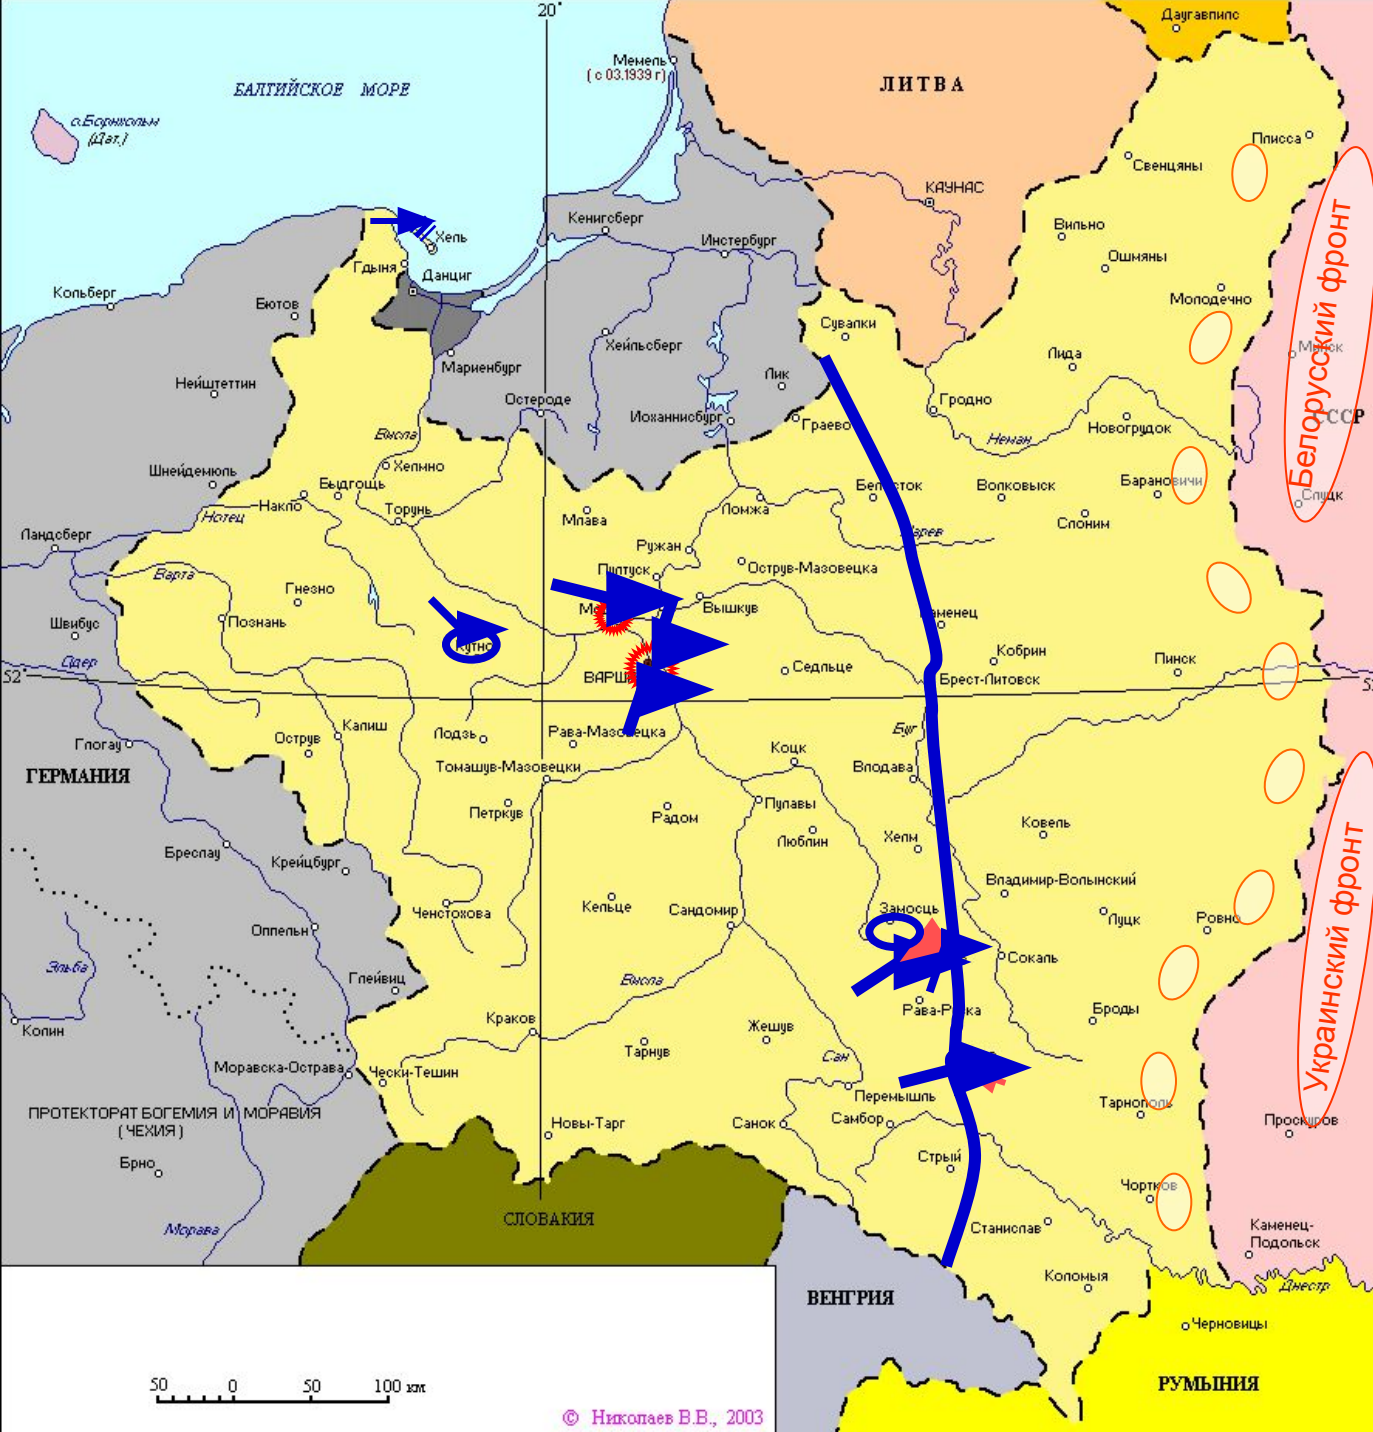 20°
Даугавпилс
Мемель
( с 03.1939 г)
ЛИТВА
БАЛТИЙСКОЕ МОРЕ
о.Борнхольм
(Дат.)
Плисса
Свенцяны
КАУНАС
Кенигсберг
Вильно
Хель
Инстербург
Ошмяны
Гдыня
Данциг
Кольберг
Бютов
Молодечно
Белорусский фронт
Сувалки
Хейльсберг
Минск
Лида
Мариенбург
Лик
Нейштеттин
Остероде
Гродно
Иоханнисбург
Граево
СССР
Новогрудок
Висла
Неман
Хелмно
Шнейдемюль
Быдгощь
Белосток
Волковыск
Барановичи
Слуцк
Накло
Торунь
Ломжа
Нотец
Млава
Слоним
Ландсберг
Нарев
Ружан
Пултуск
Остров-Мазовецка
Варта
Гнезно
Вышкув
Познань
Каменец
Швибус
Кутно
Кобрин
Одер
Седльце
Пинск
52°
ВАРШ
Брест-Литовск
Калиш
Буг
Глогау
Остров
Лодзь
Рава-Мазовецка
Коцк
ГЕРМАНИЯ
Томашув-Мазовецки
Влодава
Петркув
Пулавы
Радом
Ковель
Люблин
Хелм
Бреслау
Крейцбург
Владимир-Волынский
Ченстохова
Кельце
Сандомир
Замосць
Луцк
Ровно
Украинский фронт
Оппельн
Эльба
Сокаль
Глейвиц
Висла
Рава-Руска
Броды
Колин
Краков
Жешув
Тарнув
Сан
Моравска-Острава
Чески-Тешин
Перемышль
Тарнополь
ПРОТЕКТОРАТ БОГЕМИЯ И МОРАВИЯ
( ЧЕХИЯ )
Новы-Тарг
Санок
Самбор
Проскуров
Брно
Стрый
Чортков
СЛОВАКИЯ
Морава
Станислав
Каменец-
Подольск
Коломыя
Днестр
ВЕНГРИЯ
Черновицы
РУМЫНИЯ
50 0 50 100 км
© Николаев В.В., 2003